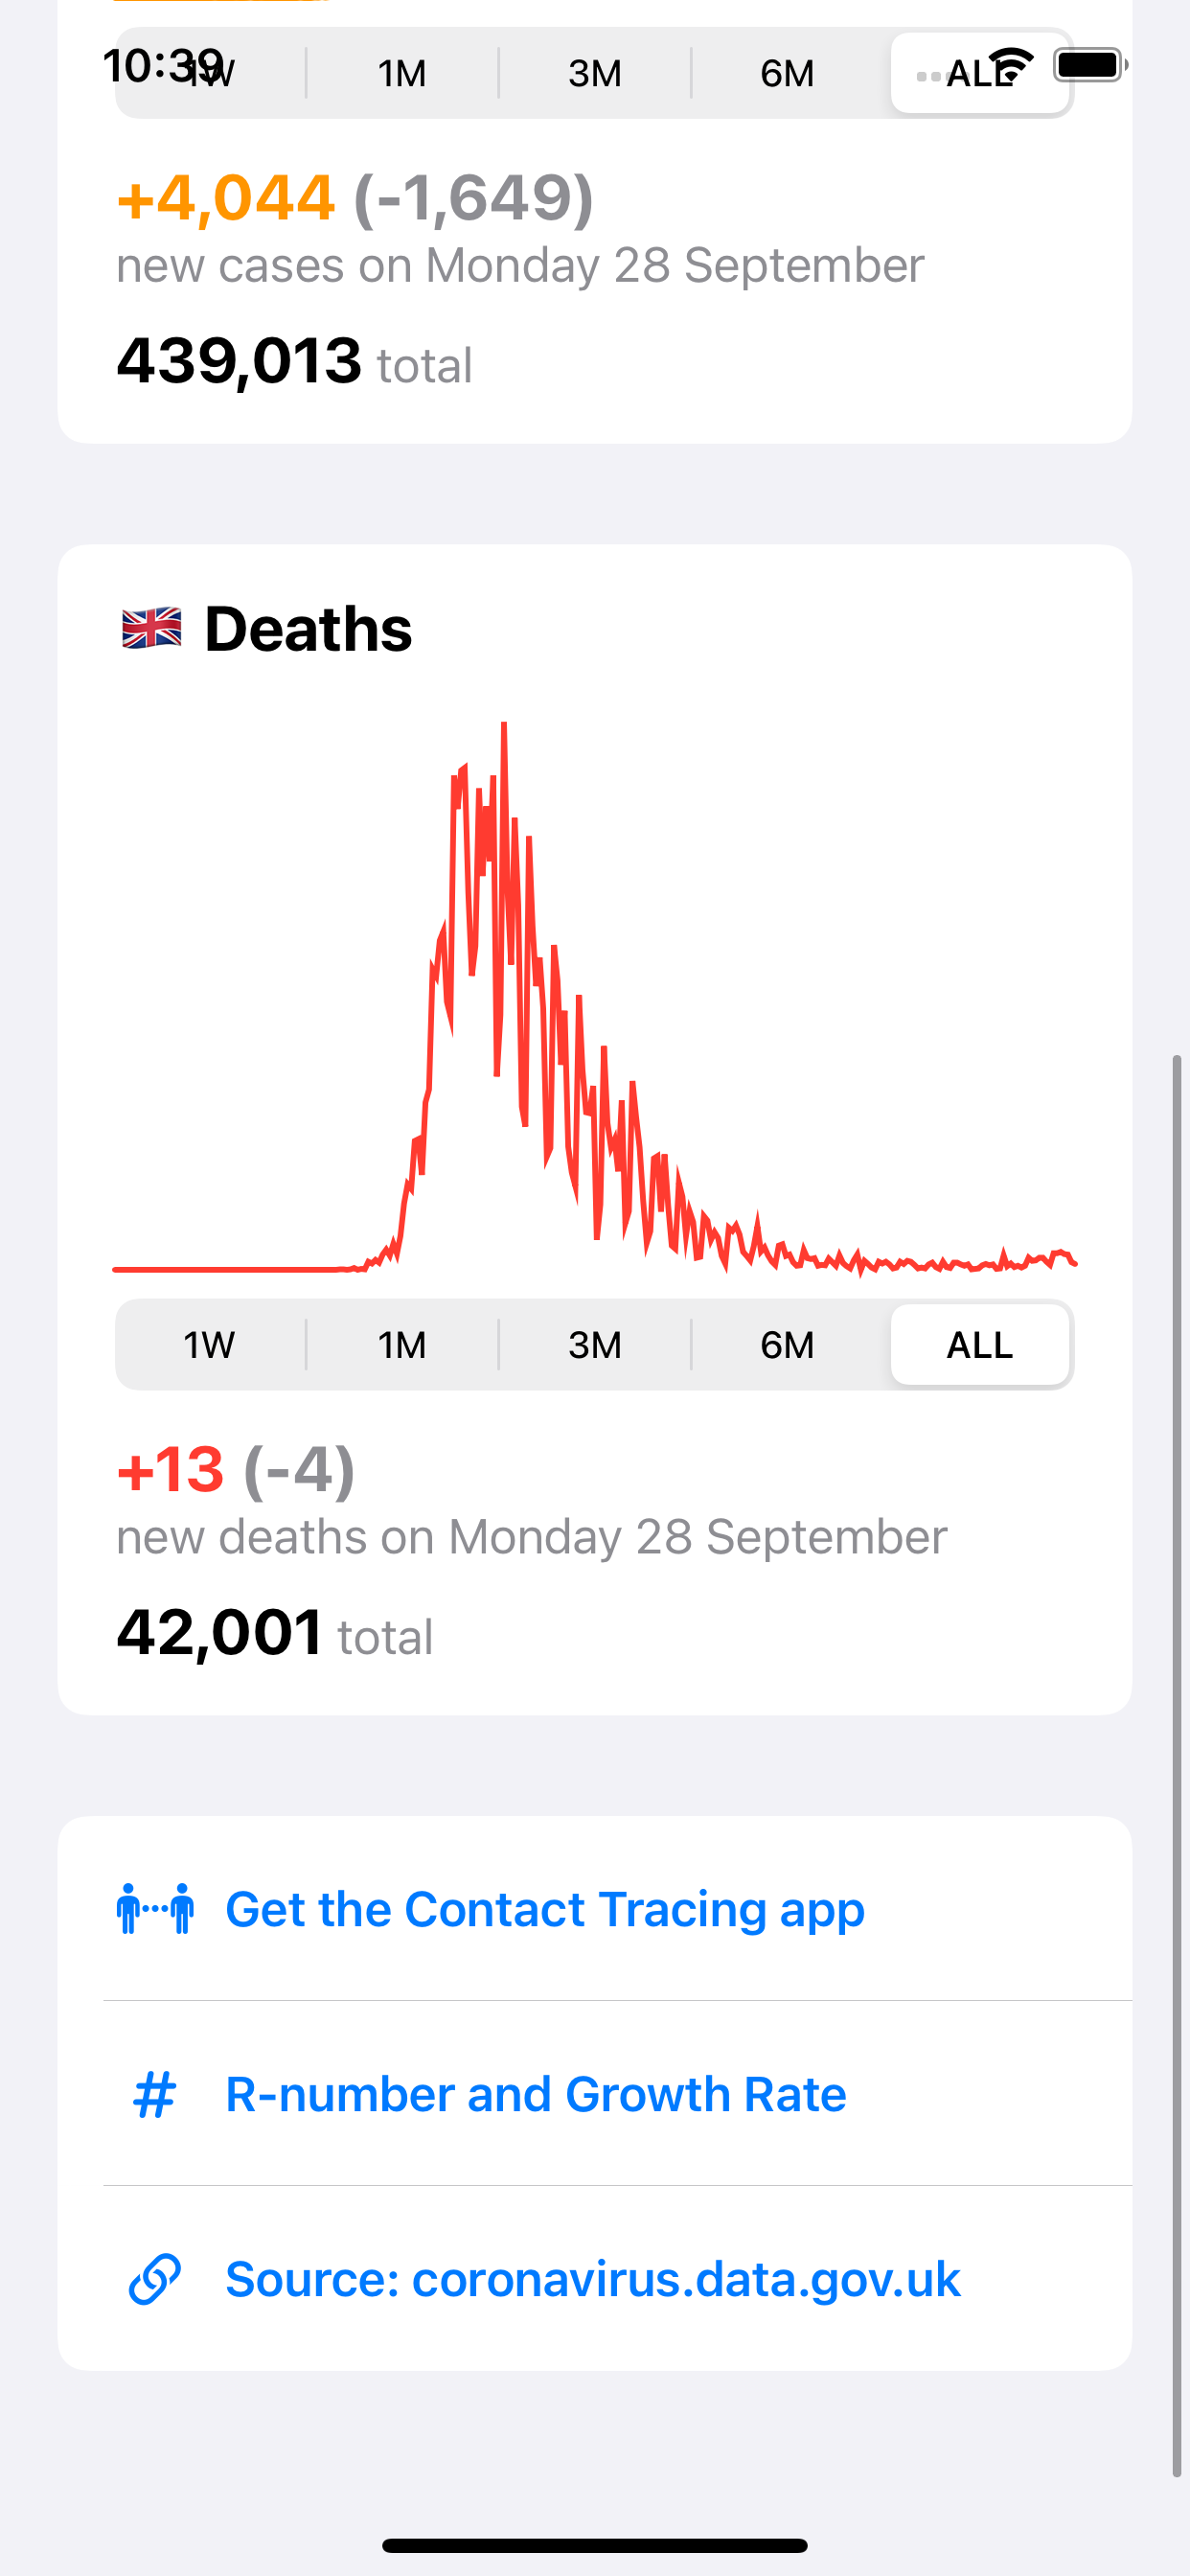 10:39
1W 1M 3M 6M ALL
+4,044 (-1,649)
new cases on Monday 28 September
439,013 total
Deaths
1W 1M 3M 6M ALL
+13 (-4)
new deaths on Monday 28 September
42,001 total
Get the Contact Tracing app
# R-number and Growth Rate
Source: coronavirus.data.gov.uk